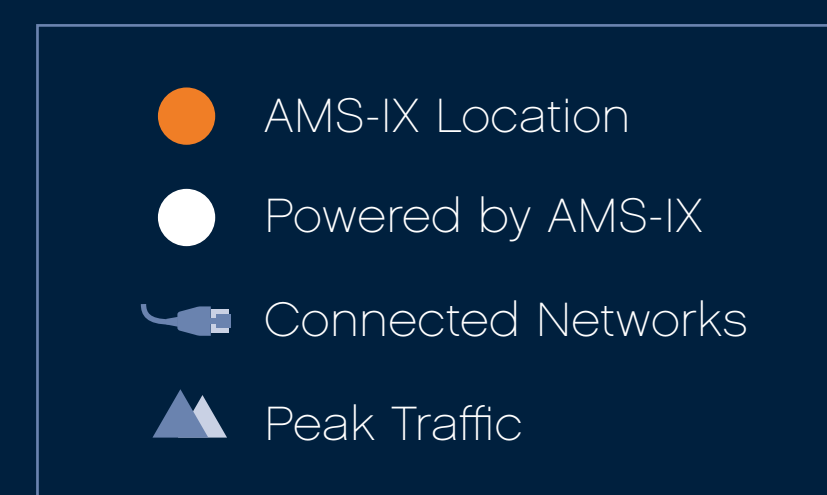 AMS-IX Location
Powered by AMS-IX
Connected Networks
Peak Traffic